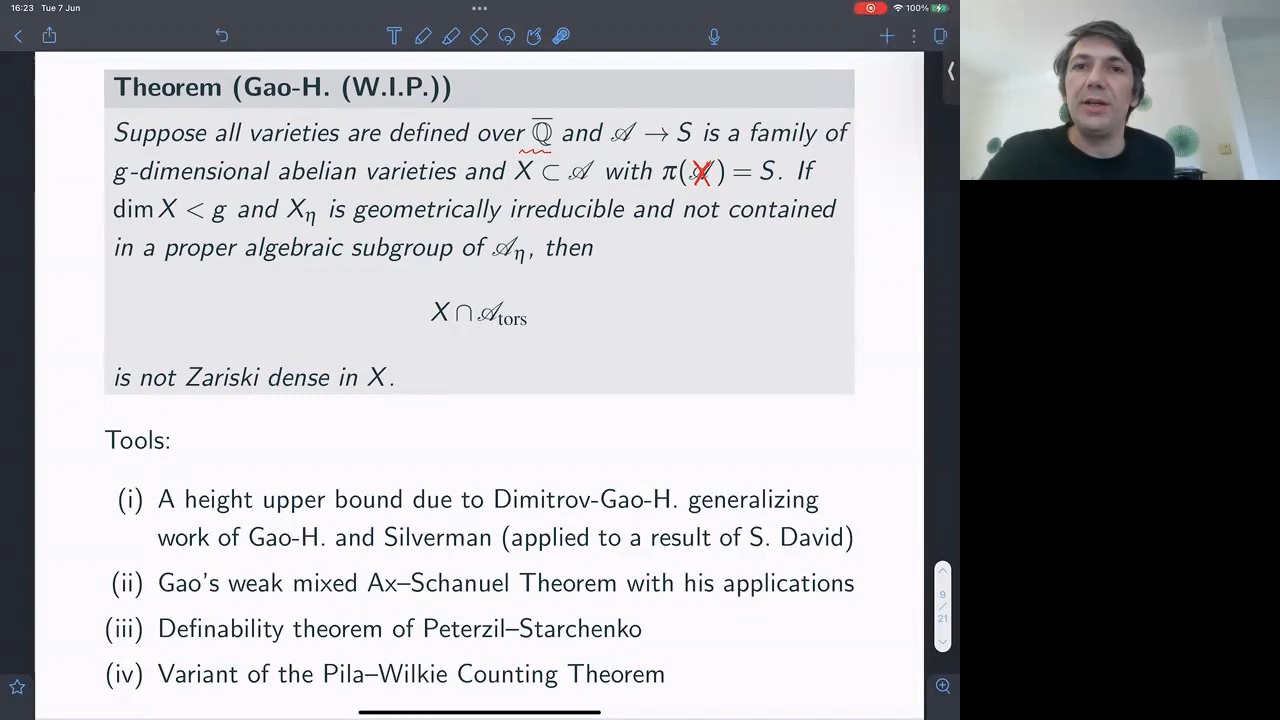 16:23 Tue 7 Jun
100%
Theorem (Gao-H. (W.I.P.))
Suppose all varieties are defined over ℚ̅ and 𝒜 → S is a family of
g-dimensional abelian varieties and X ⊂ 𝒜 with π(X) = S. If
dim X < g and X_η is geometrically irreducible and not contained
in a proper algebraic subgroup of 𝒜_η, then
X ∩ 𝒜_tors
is not Zariski dense in X.
Tools:
(i) A height upper bound due to Dimitrov-Gao-H. generalizing
work of Gao-H. and Silverman (applied to a result of S. David)
(ii) Gao's weak mixed Ax–Schanuel Theorem with his applications
(iii) Definability theorem of Peterzil–Starchenko
(iv) Variant of the Pila–Wilkie Counting Theorem
9
/
21